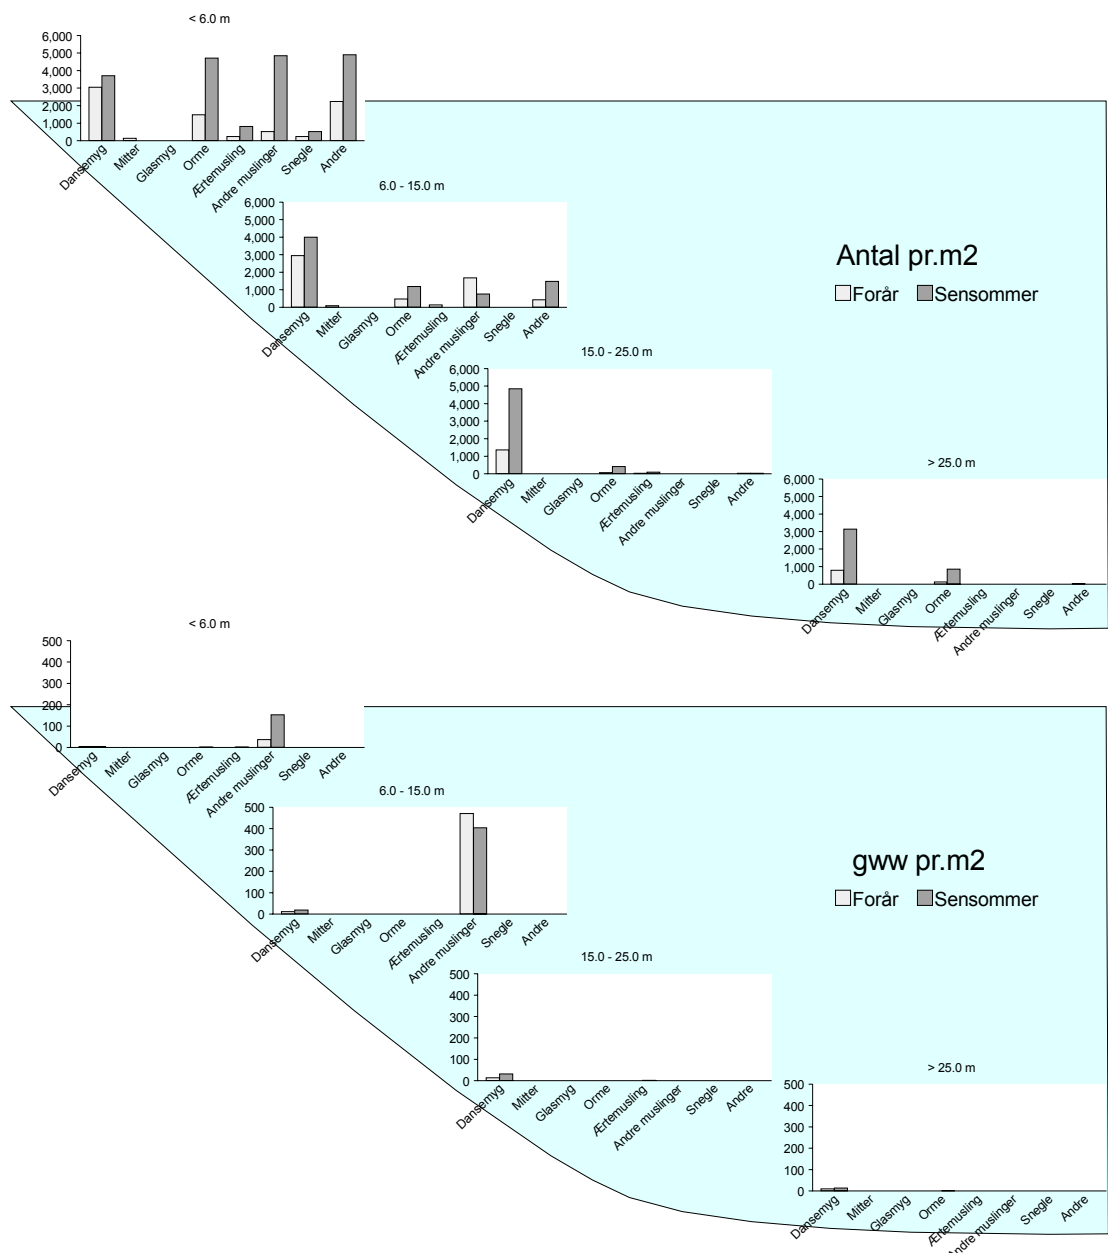 < 6.0 m
6,000
5,000
4,000
3,000
2,000
1,000
0
Dansemyg
Mitter
Glasmyg
Orme
Ærtemusling
Andre muslinger
Snegle
Andre
6.0 - 15.0 m
6,000
5,000
4,000
3,000
2,000
1,000
0
Dansemyg
Mitter
Glasmyg
Orme
Ærtemusling
Andre muslinger
Snegle
Andre
Antal pr.m2
Forår Sensommer
15.0 - 25.0 m
6,000
5,000
4,000
3,000
2,000
1,000
0
Dansemyg
Mitter
Glasmyg
Orme
Ærtemusling
Andre muslinger
Snegle
Andre
> 25.0 m
6,000
5,000
4,000
3,000
2,000
1,000
0
Dansemyg
Mitter
Glasmyg
Orme
Ærtemusling
Andre muslinger
Snegle
Andre
< 6.0 m
500
400
300
200
100
0
Dansemyg
Mitter
Glasmyg
Orme
Ærtemusling
Andre muslinger
Snegle
Andre
6.0 - 15.0 m
500
400
300
200
100
0
Dansemyg
Mitter
Glasmyg
Orme
Ærtemusling
Andre muslinger
Snegle
Andre
gww pr.m2
Forår Sensommer
15.0 - 25.0 m
500
400
300
200
100
0
Dansemyg
Mitter
Glasmyg
Orme
Ærtemusling
Andre muslinger
Snegle
Andre
> 25.0 m
500
400
300
200
100
0
Dansemyg
Mitter
Glasmyg
Orme
Ærtemusling
Andre muslinger
Snegle
Andre